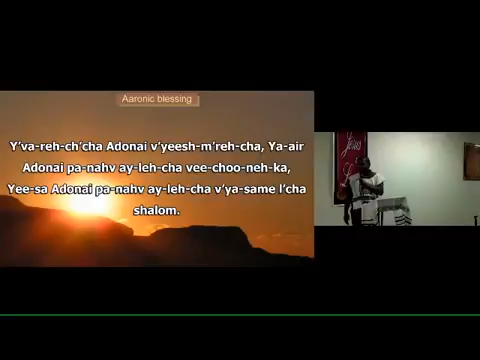 Aaronic blessing
Y’va-reh-ch’cha Adonai v’yeesh-m’reh-cha, Ya-air
Adonai pa-nahv ay-leh-cha vee-choo-neh-ka,
Yee-sa Adonai pa-nahv ay-leh-cha v’ya-same l’cha
shalom.
Jesus